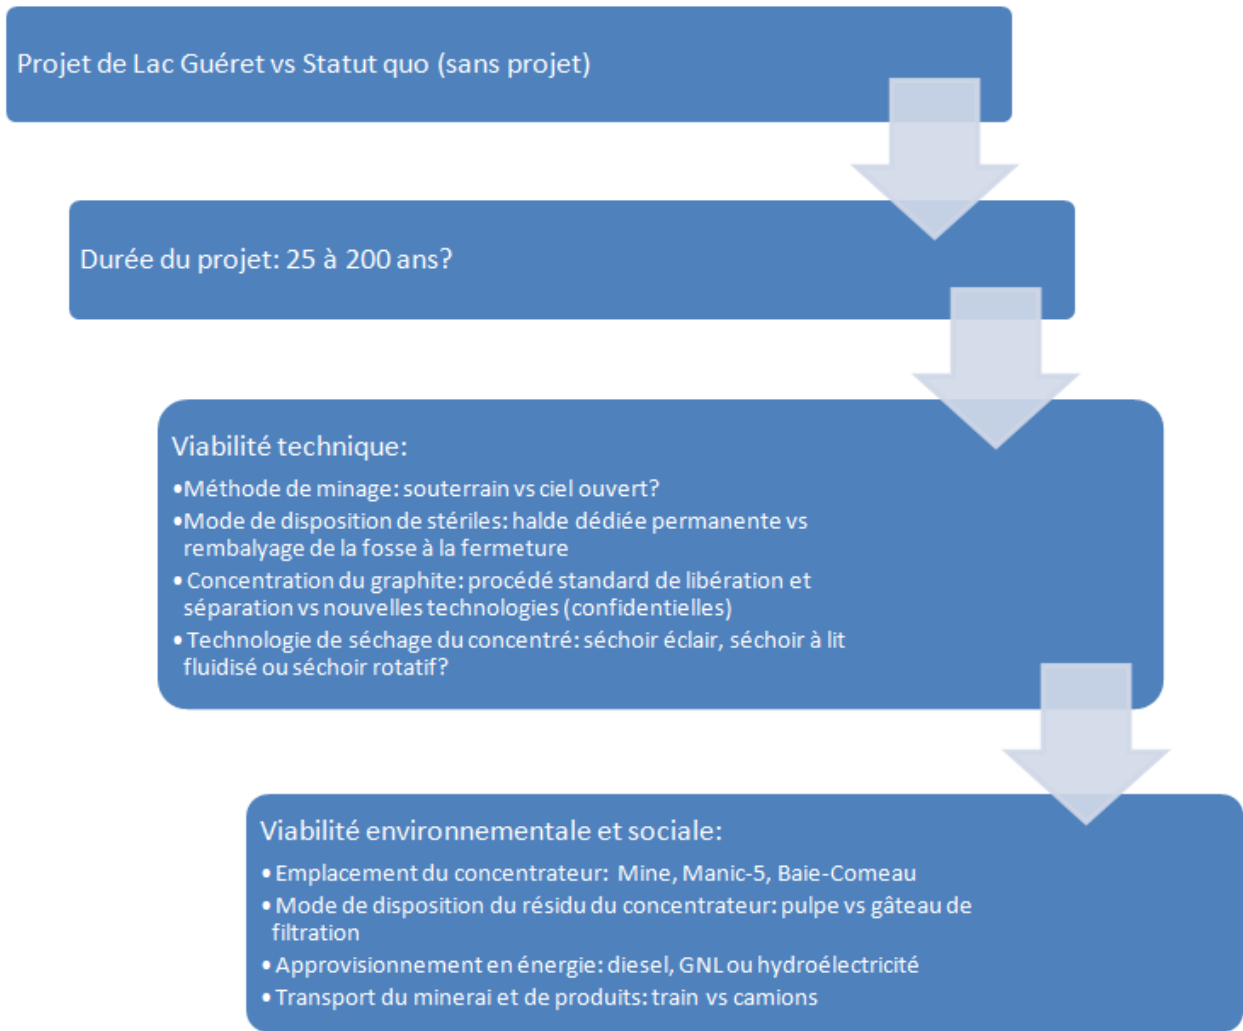 Projet de Lac Guéret vs Statut quo (sans projet)
Durée du projet: 25 à 200 ans?
Viabilité technique:
•Méthode de minage: souterrain vs ciel ouvert?
•Mode de disposition de stériles: halde dédiée permanente vs
rembalyage de la fosse à la fermeture
•Concentration du graphite: procédé standard de libération et
séparation vs nouvelles technologies (confidentielles)
•Technologie de séchage du concentré: séchoir éclair, séchoir à lit
fluidisé ou séchoir rotatif?
Viabilité environnementale et sociale:
•Emplacement du concentrateur: Mine, Manic-5, Baie-Comeau
•Mode de disposition du résidu du concentrateur: pulpe vs gâteau de
filtration
•Approvisionnement en énergie: diesel, GNL ou hydroélectricité
•Transport du minerai et de produits: train vs camions